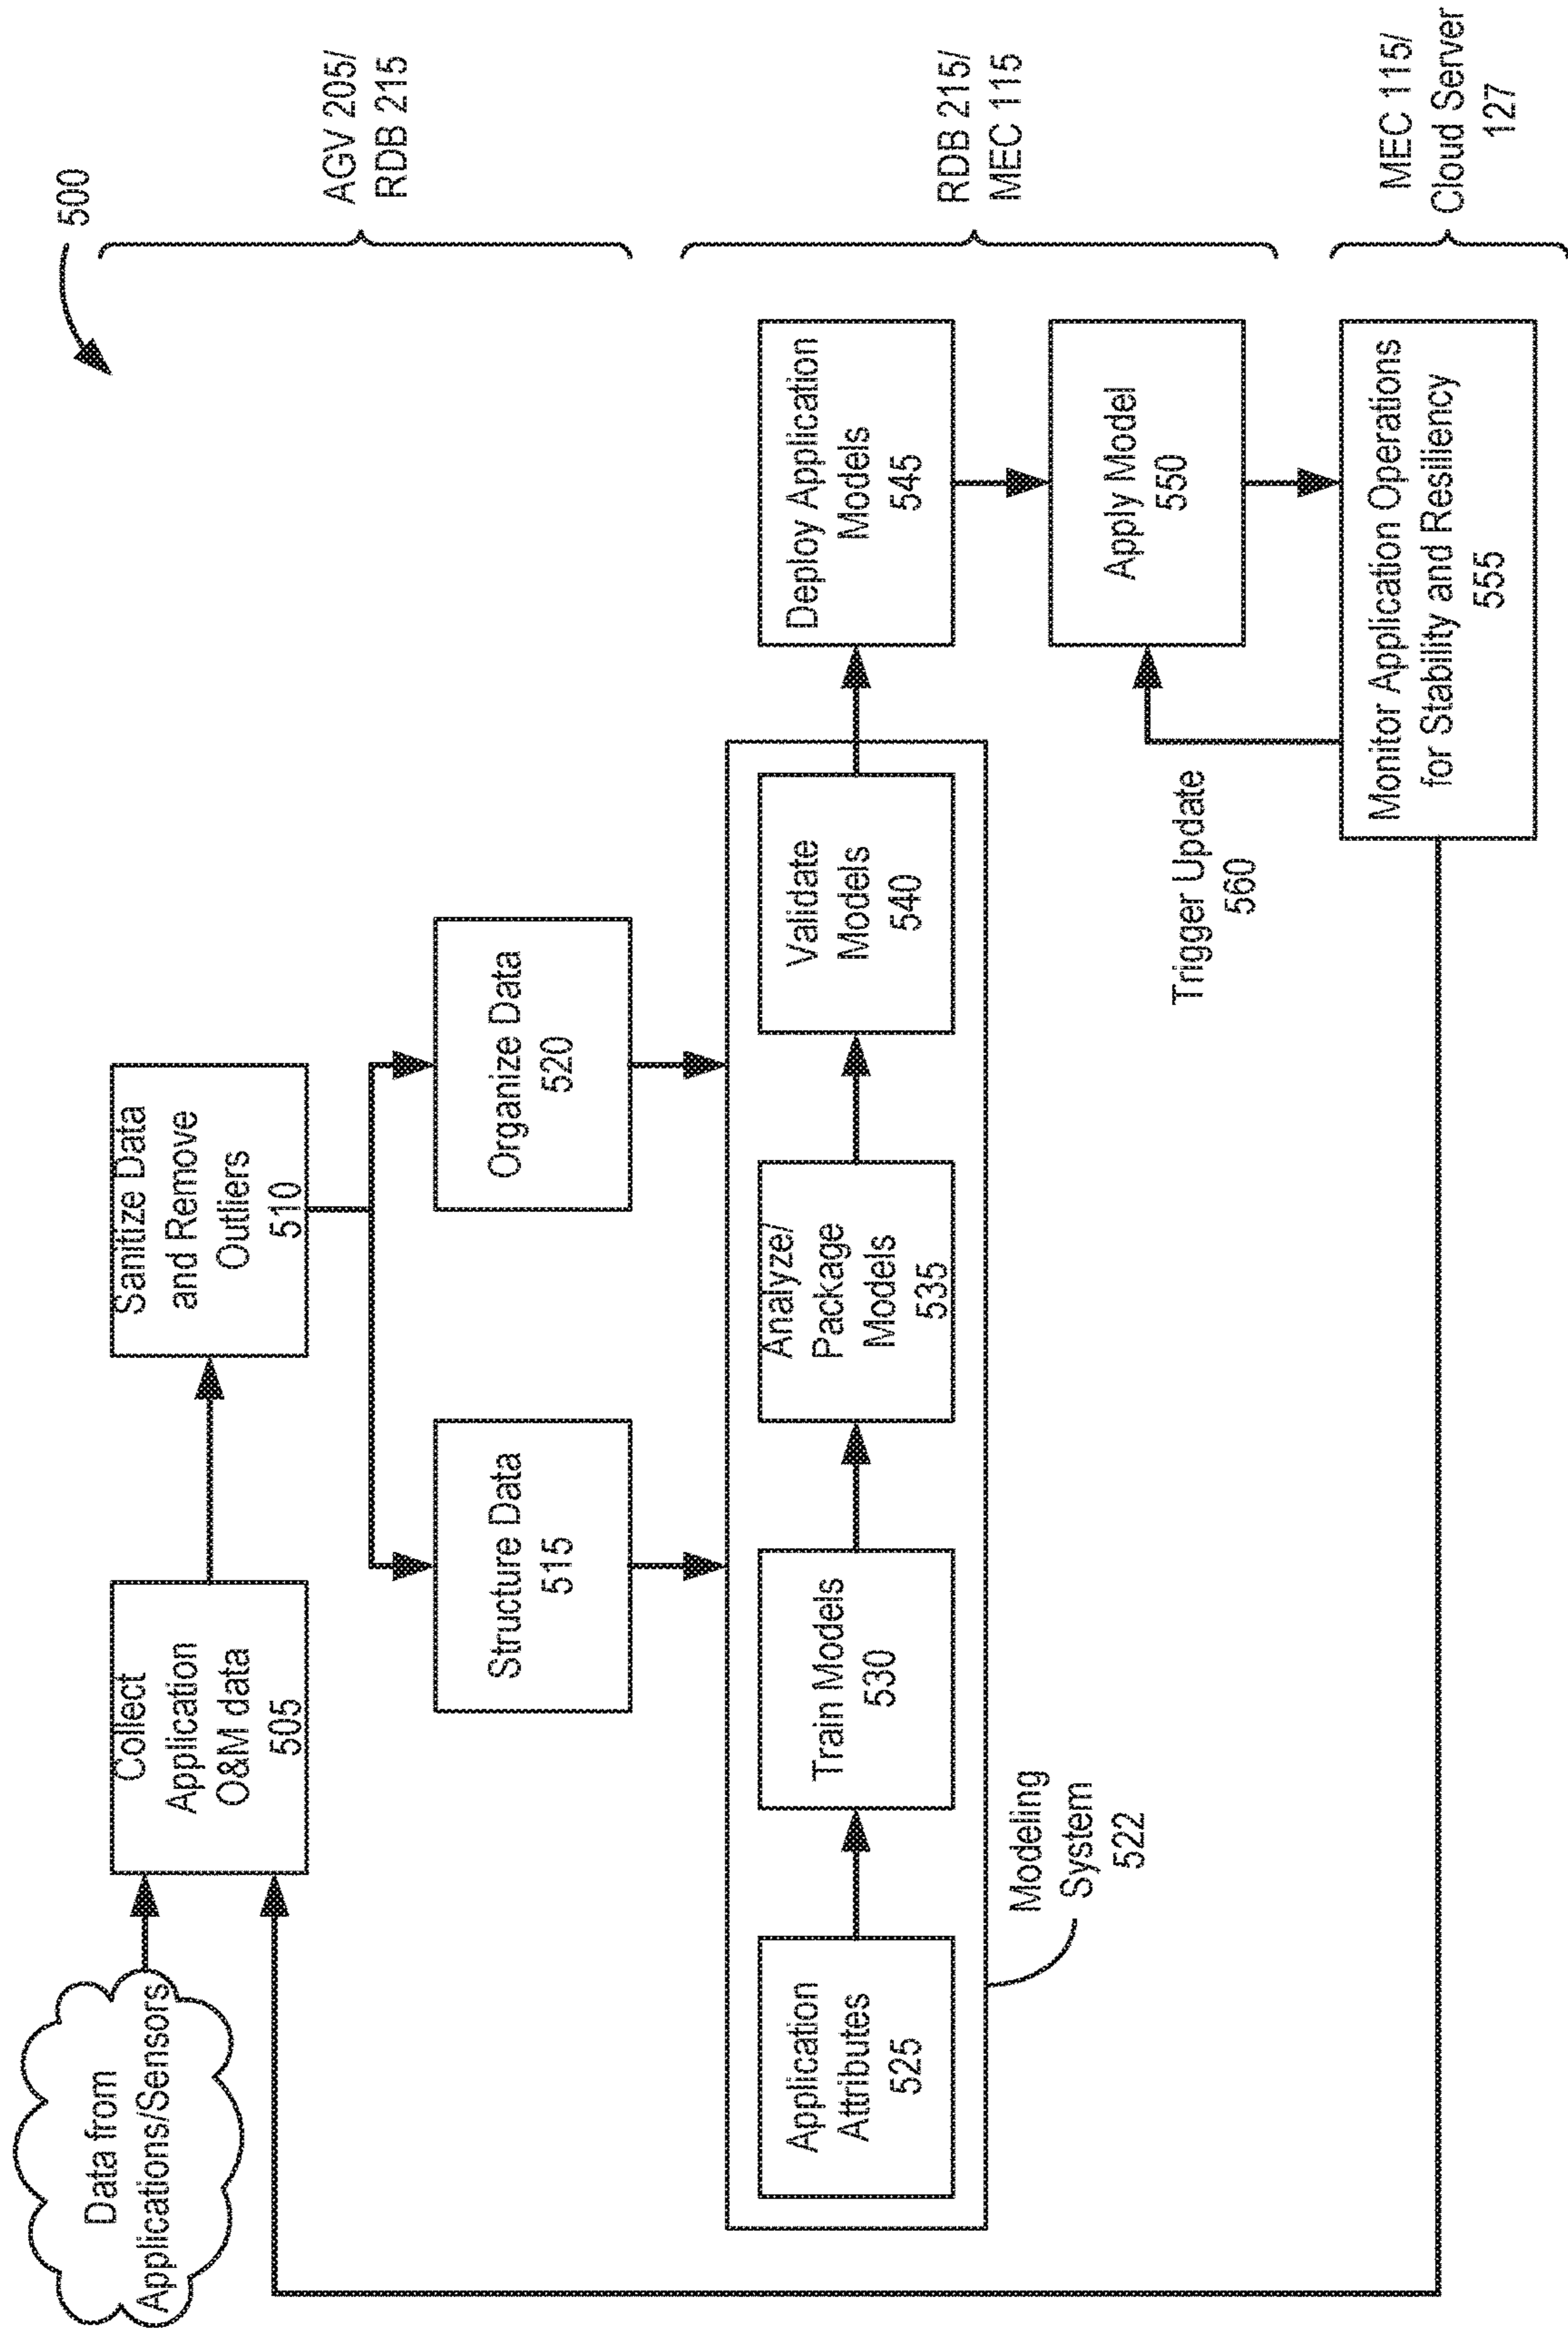 500
Data from
Applications/Sensors
Collect
Application
O&M data
505
Sanitize Data
and Remove
Outliers
510
AGV 205/
RDB 215
Structure Data
515
Organize Data
520
Application
Attributes
525
Train Models
530
Analyze/
Package
Models
535
Validate
Models
540
Deploy Application
Models
545
RDB 215/
MEC 115
Modeling
System
522
Apply Model
550
Trigger Update
560
Monitor Application Operations
for Stability and Resiliency
555
MEC 115/
Cloud Server
127